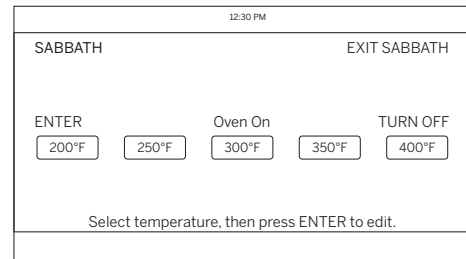 12:30 PM
SABBATH EXIT SABBATH
ENTER Oven On TURN OFF
200°F 250°F 300°F 350°F 400°F
Select temperature, then press ENTER to edit.